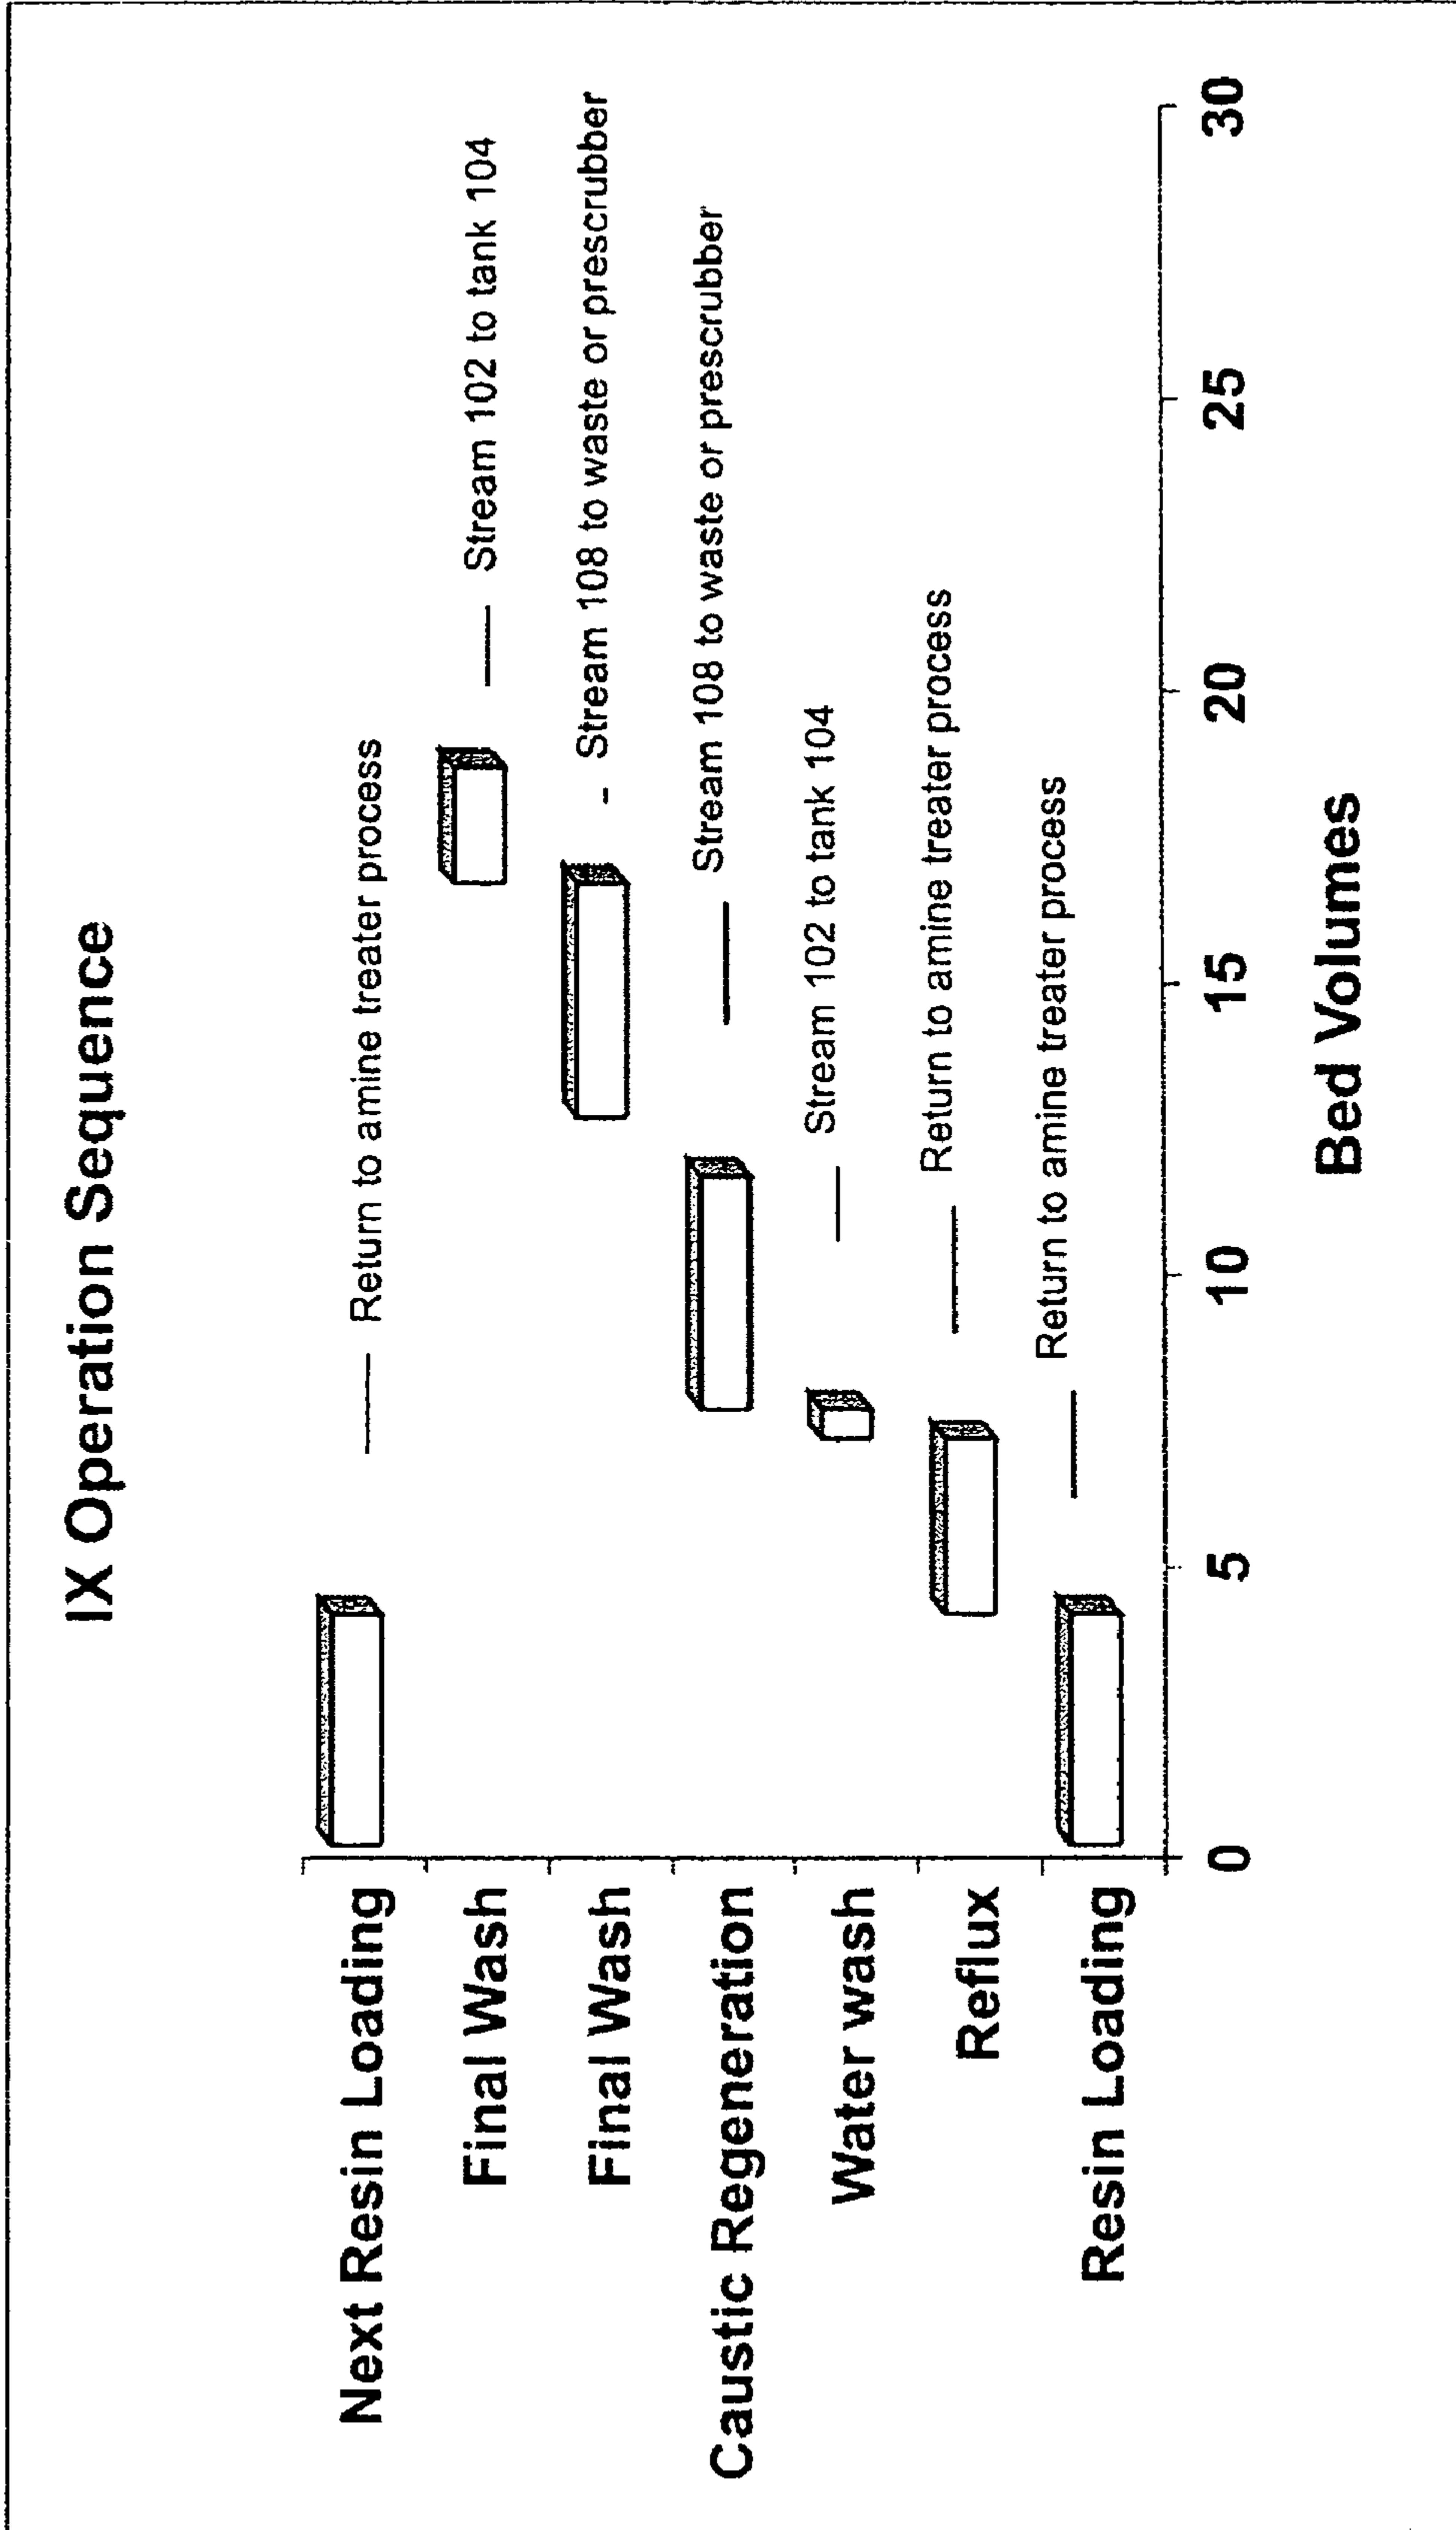 IX Operation Sequence
Next Resin Loading
Return to amine treater process
Final Wash
Stream 102 to tank 104
Final Wash
Stream 108 to waste or prescrubber
Caustic Regeneration
Stream 108 to waste or prescrubber
Water wash
Stream 102 to tank 104
Reflux
Return to amine treater process
Resin Loading
Return to amine treater process
0 5 10 15 20 25 30
Bed Volumes